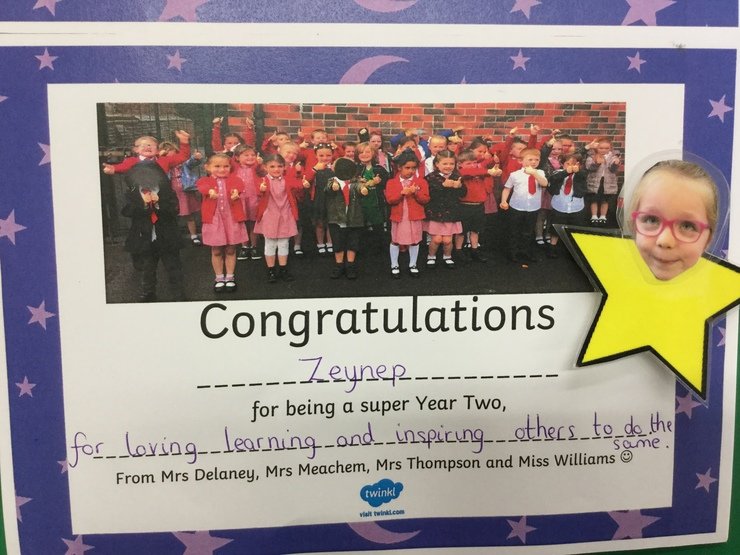 Congratulations
Zeynep
for being a super Year Two,
for loving learning and inspiring others to do the
same.
From Mrs Delaney, Mrs Meachem, Mrs Thompson and Miss Williams ☺
twinkl
visit twinkl.com